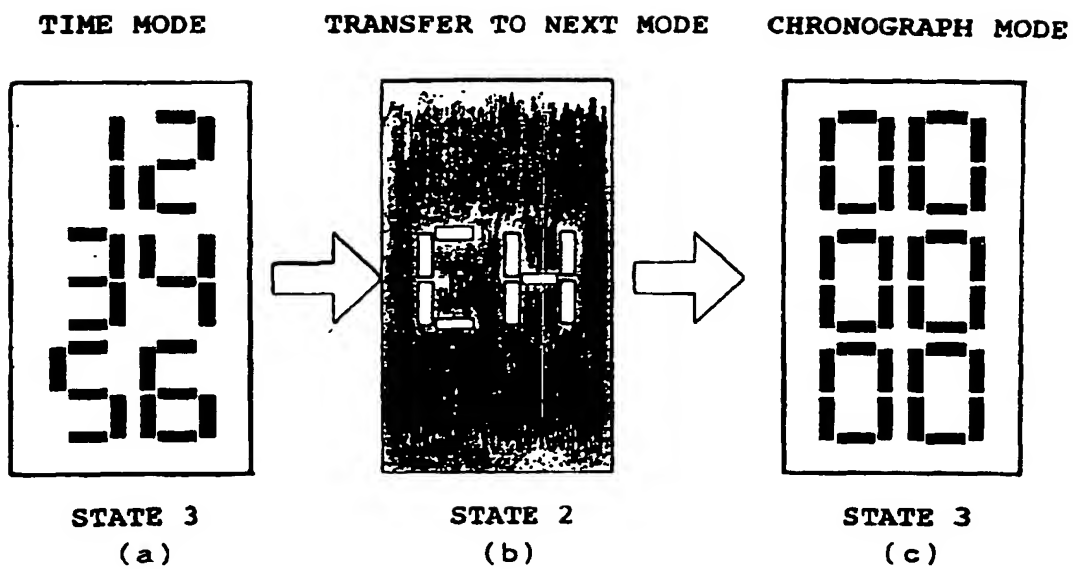 TIME MODE
TRANSFER TO NEXT MODE
CHRONOGRAPH MODE
12
34
56
CH
00
00
00
STATE 3
(a)
STATE 2
(b)
STATE 3
(c)